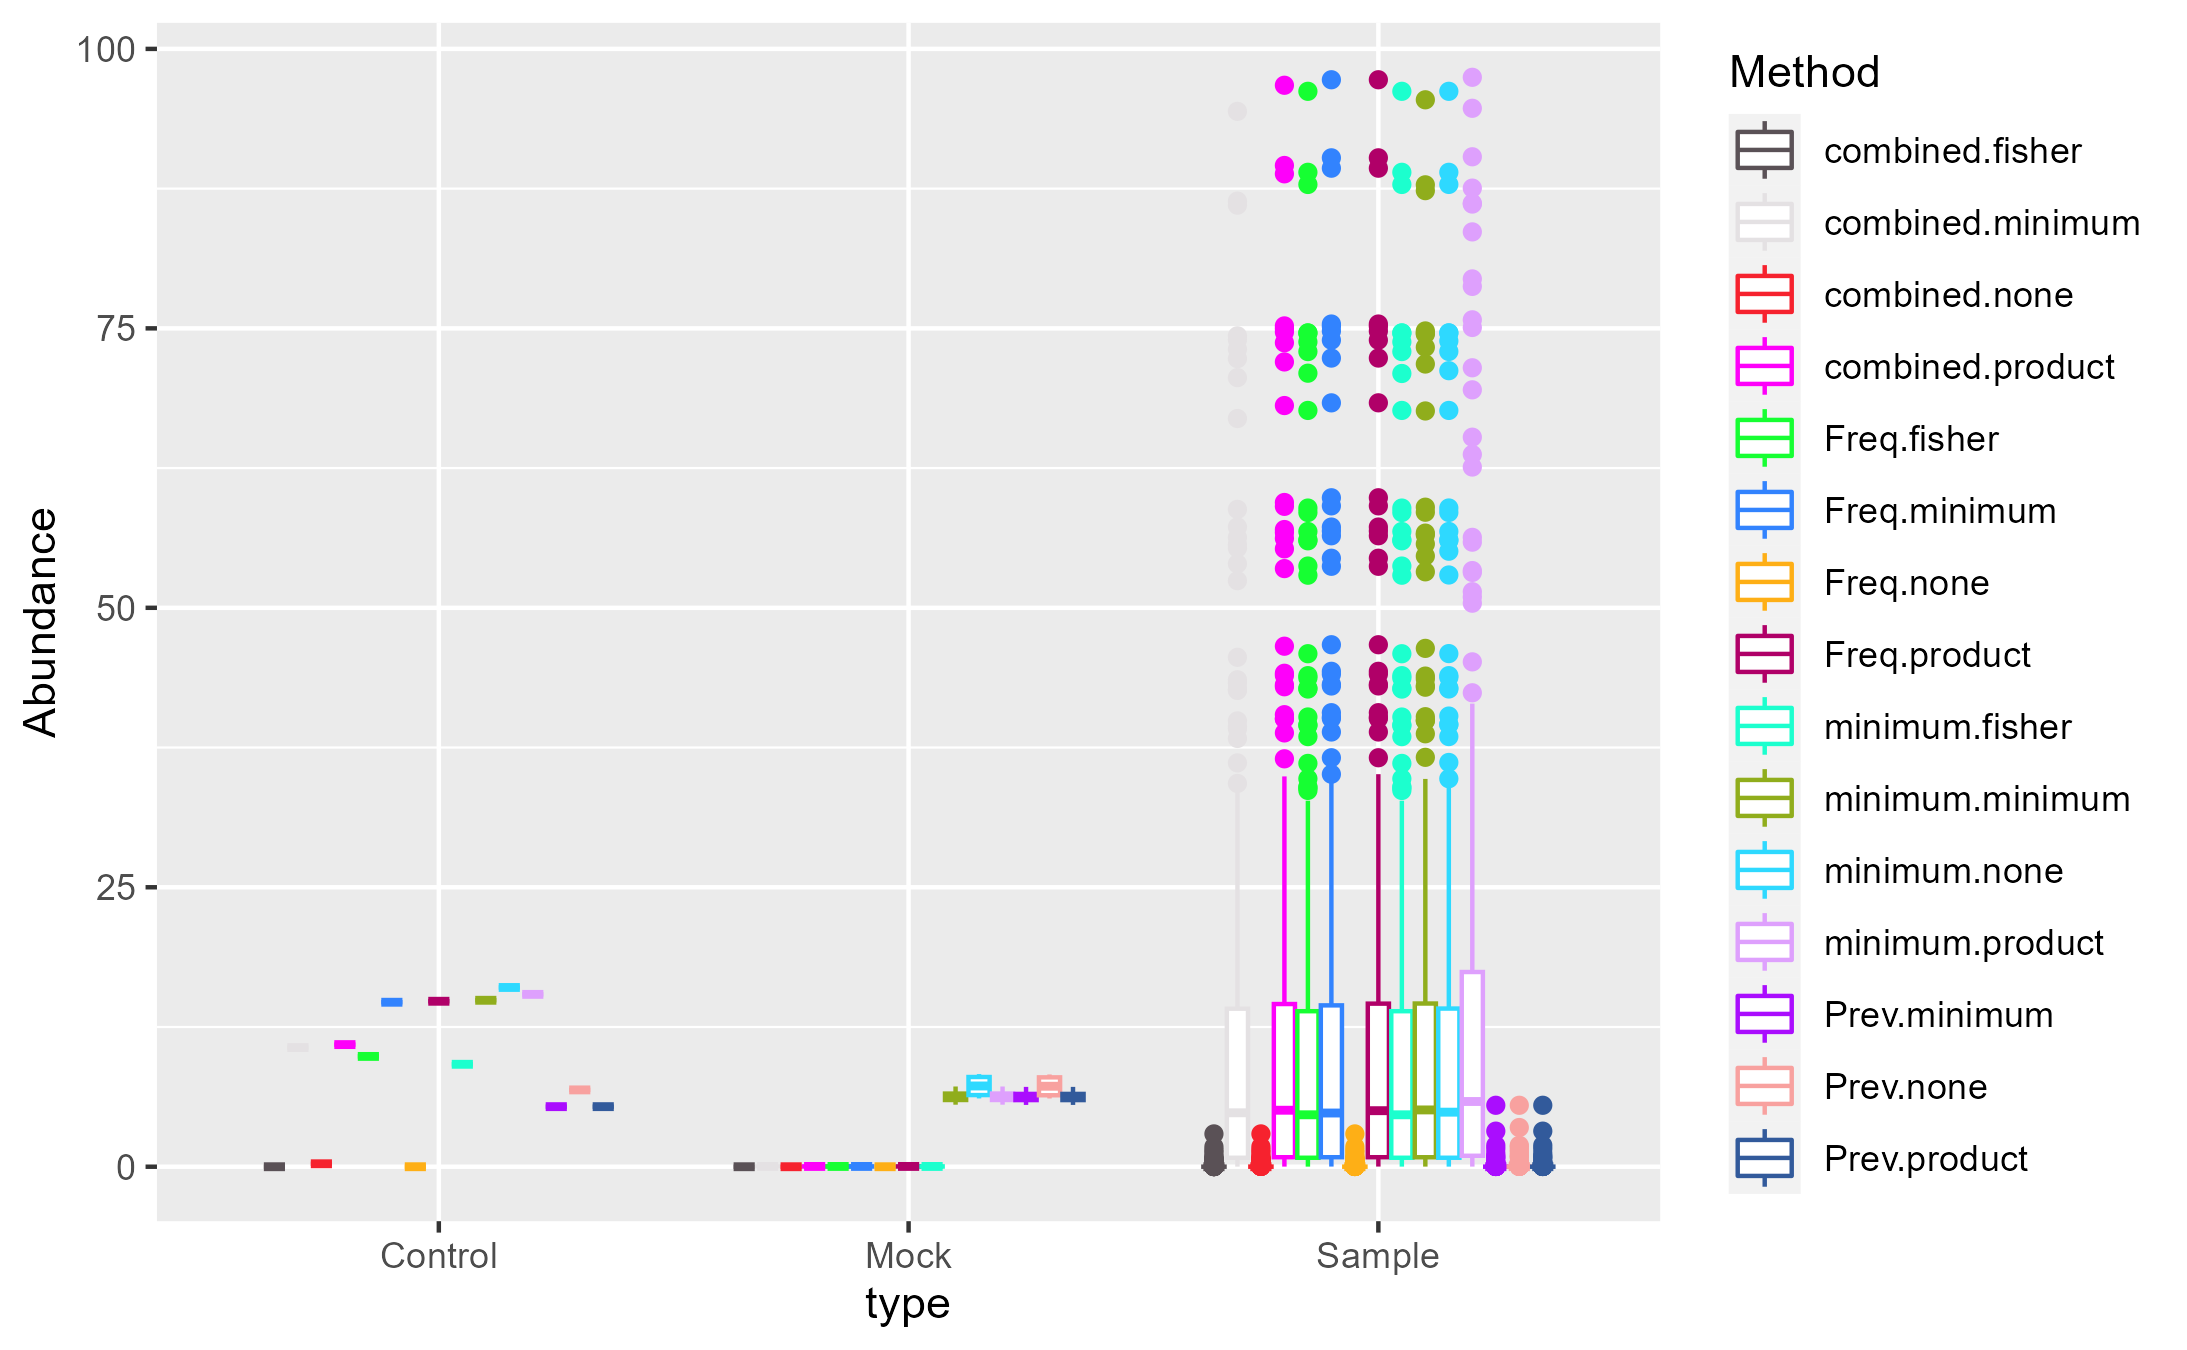 100
75
50
25
0
Abundance
Control
Mock
Sample
type
Method
combined.fisher
combined.minimum
combined.none
combined.product
Freq.fisher
Freq.minimum
Freq.none
Freq.product
minimum.fisher
minimum.minimum
minimum.none
minimum.product
Prev.minimum
Prev.none
Prev.product